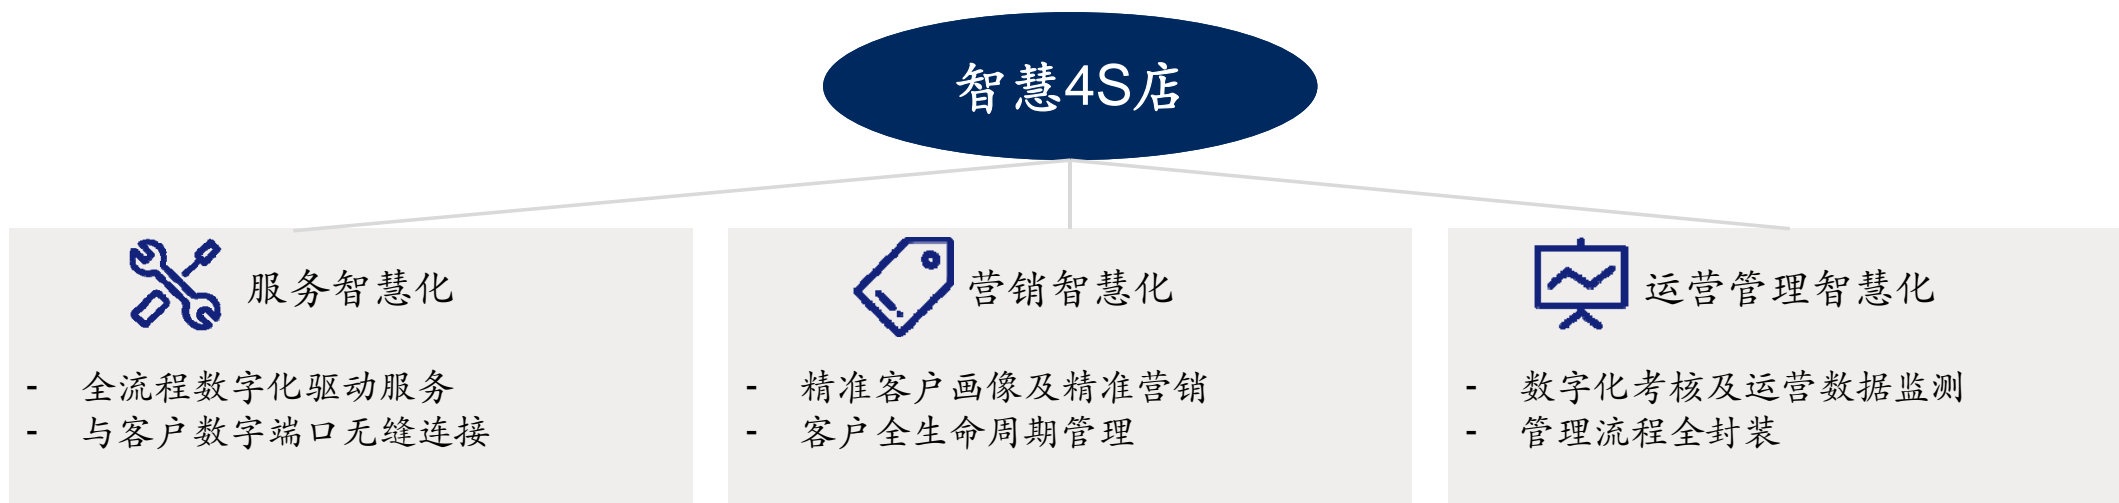 智慧4S店
服务智慧化
- 全流程数字化驱动服务
- 与客户数字端口无缝连接
营销智慧化
- 精准客户画像及精准营销
- 客户全生命周期管理
运营管理智慧化
- 数字化考核及运营数据监测
- 管理流程全封装